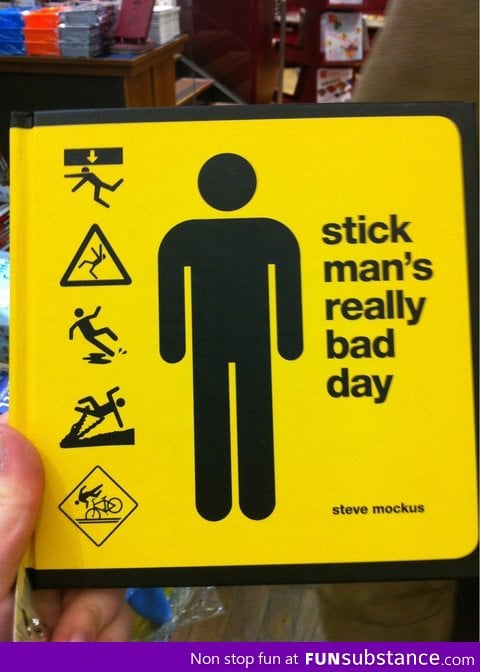 stick
man's
really
bad
day
steve mockus
Non stop fun at FUNsubstance.com